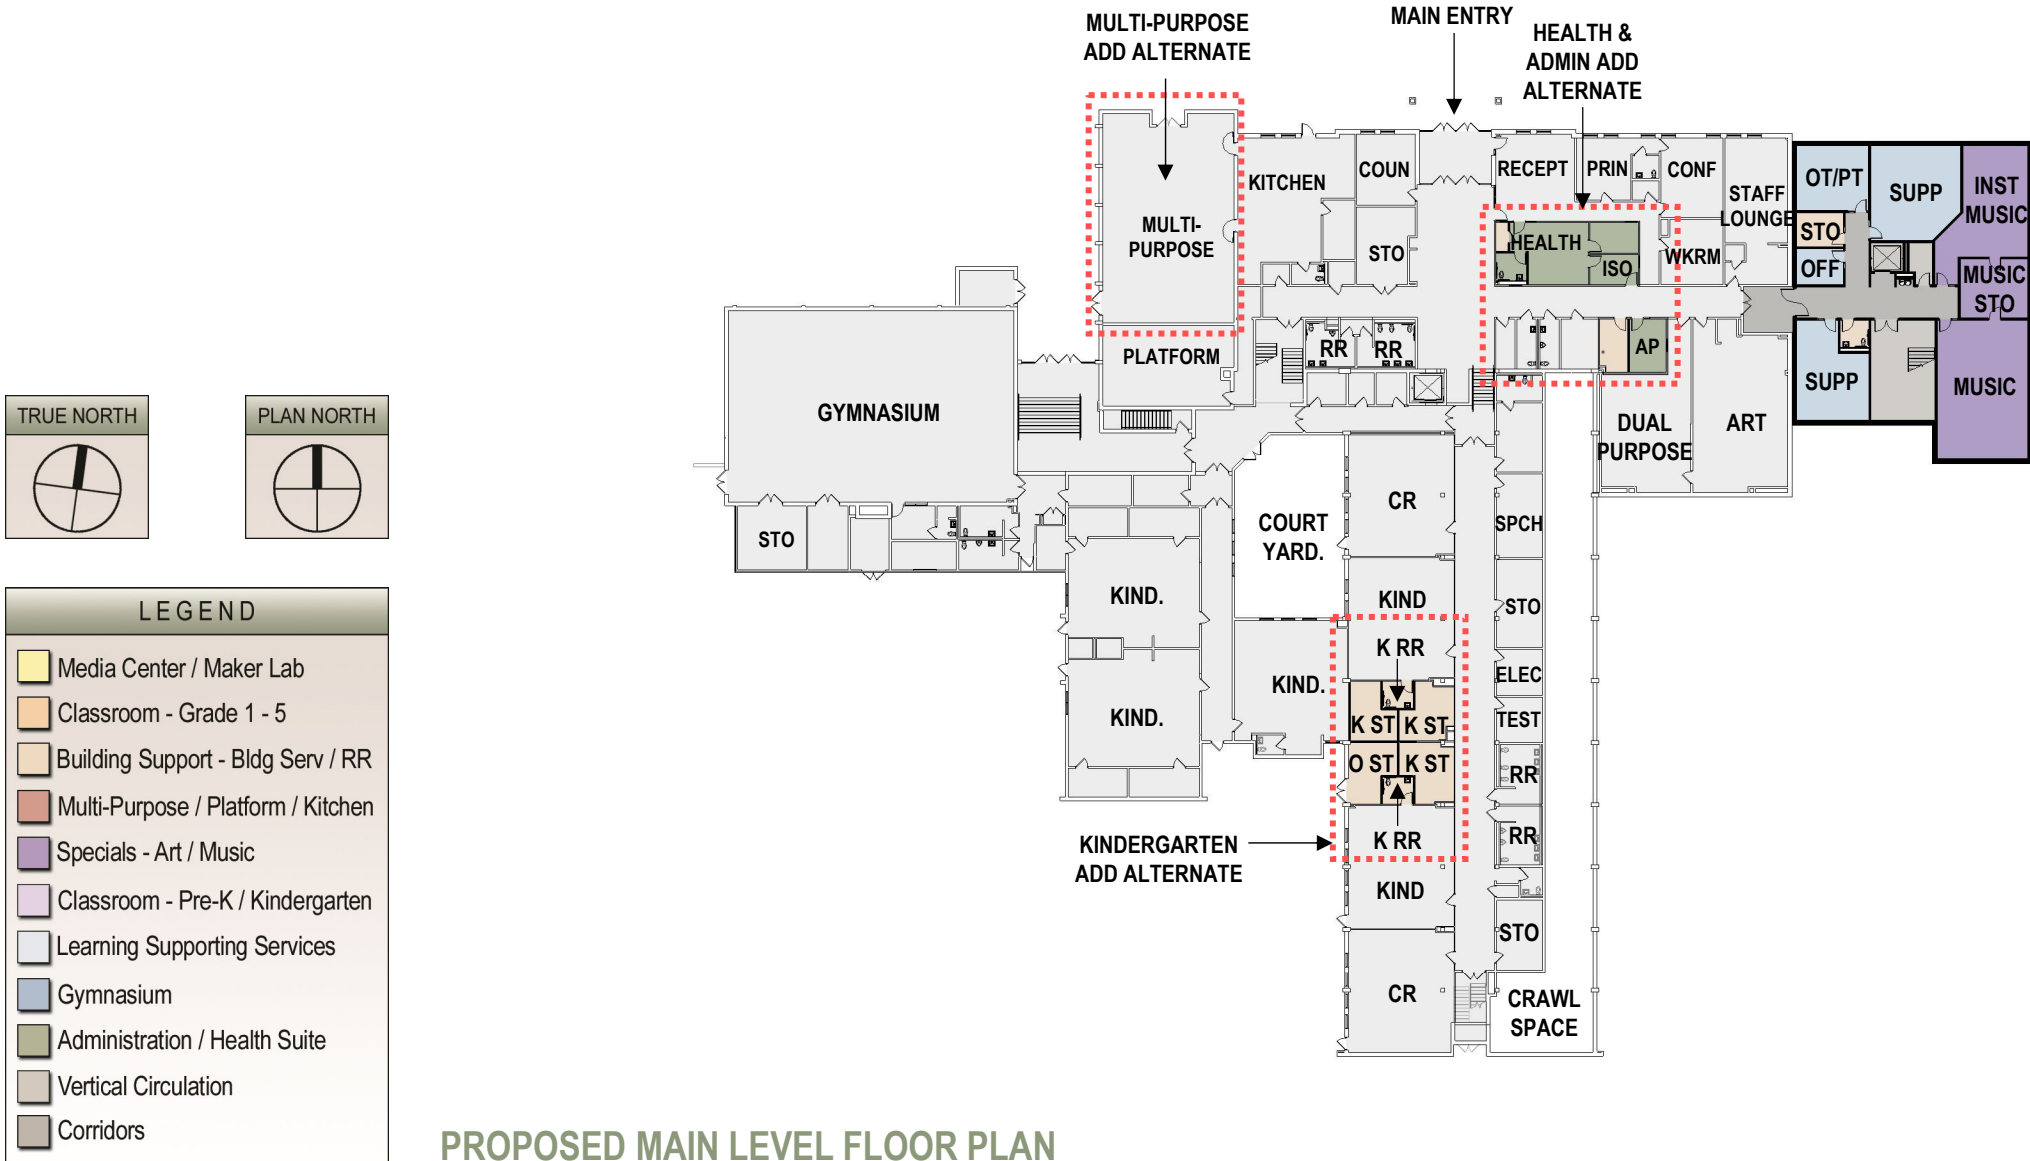 MULTI-PURPOSE
ADD ALTERNATE
MAIN ENTRY
HEALTH &
ADMIN ADD
ALTERNATE
KITCHEN
COUN
RECEPT
PRIN
CONF
STAFF
LOUNGE
OT/PT
SUPP
INST
MUSIC
MULTI-
PURPOSE
STO
HEALTH
ISO
WKRM
STO
OFF
MUSIC
STO
PLATFORM
RR
RR
AP
SUPP
MUSIC
GYMNASIUM
DUAL
PURPOSE
ART
TRUE NORTH
PLAN NORTH
CR
SPCH
COURT
YARD.
STO
KIND.
KIND
STO
K RR
KIND.
ELEC
KIND.
K ST
K ST
TEST
O ST
K ST
RR
KINDERGARTEN
ADD ALTERNATE
K RR
RR
KIND
STO
CR
CRAWL
SPACE
LEGEND
Media Center / Maker Lab
Classroom - Grade 1 - 5
Building Support - Bldg Serv / RR
Multi-Purpose / Platform / Kitchen
Specials - Art / Music
Classroom - Pre-K / Kindergarten
Learning Supporting Services
Gymnasium
Administration / Health Suite
Vertical Circulation
Corridors
PROPOSED MAIN LEVEL FLOOR PLAN